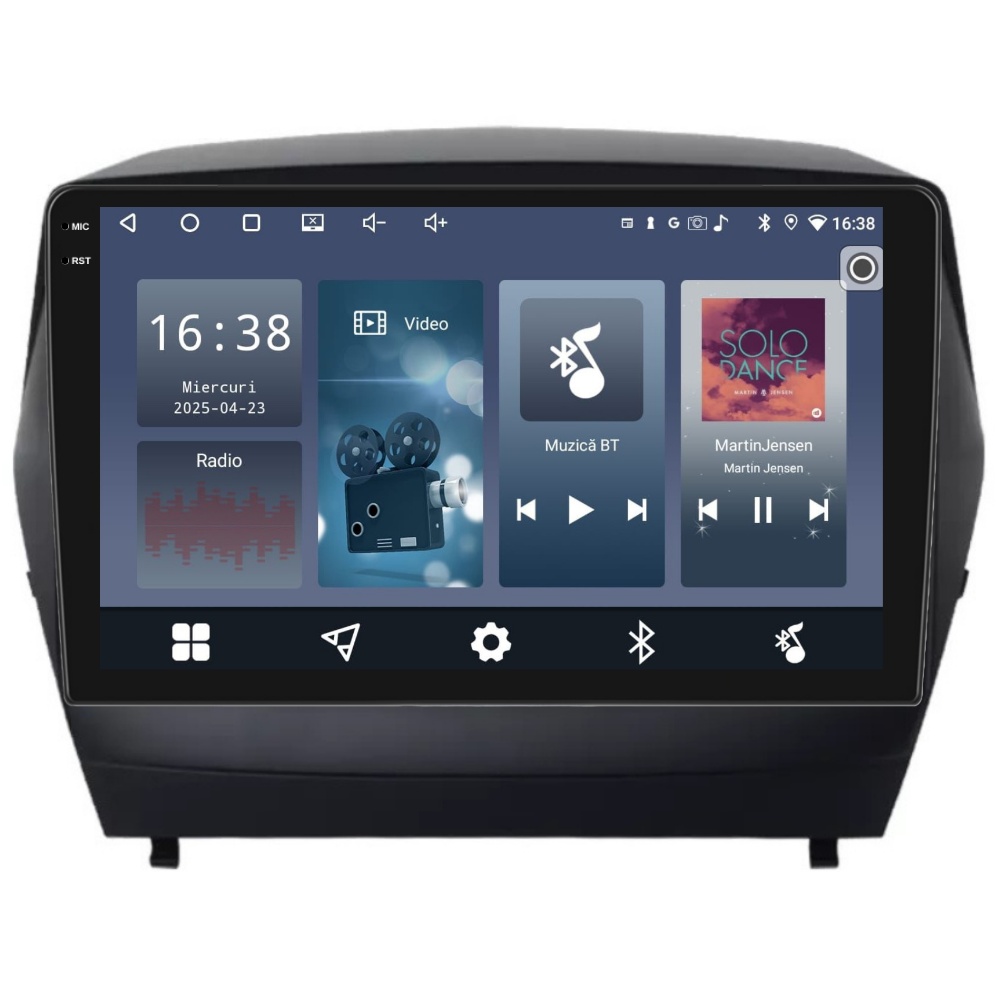 MIC
RST
G
16:38
16:38
Miercuri
2025-04-23
Radio
Video
Muzică BT
SOLO
DANCE
MARTIN JENSEN
MartinJensen
Martin Jensen